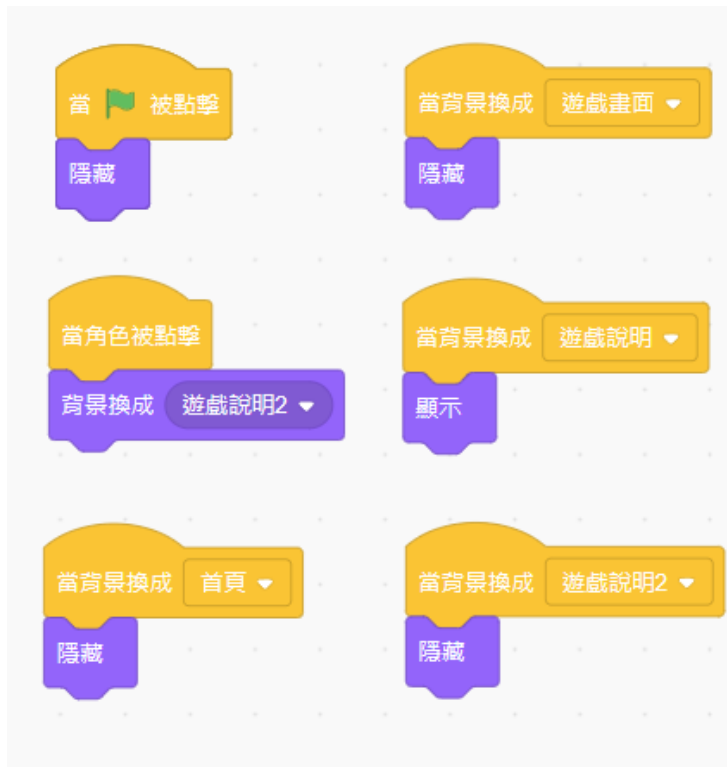 當 被點擊
隱藏
當背景換成 遊戲畫面
隱藏
當角色被點擊
背景換成 遊戲說明2
當背景換成 遊戲說明
顯示
當背景換成 首頁
隱藏
當背景換成 遊戲說明2
隱藏